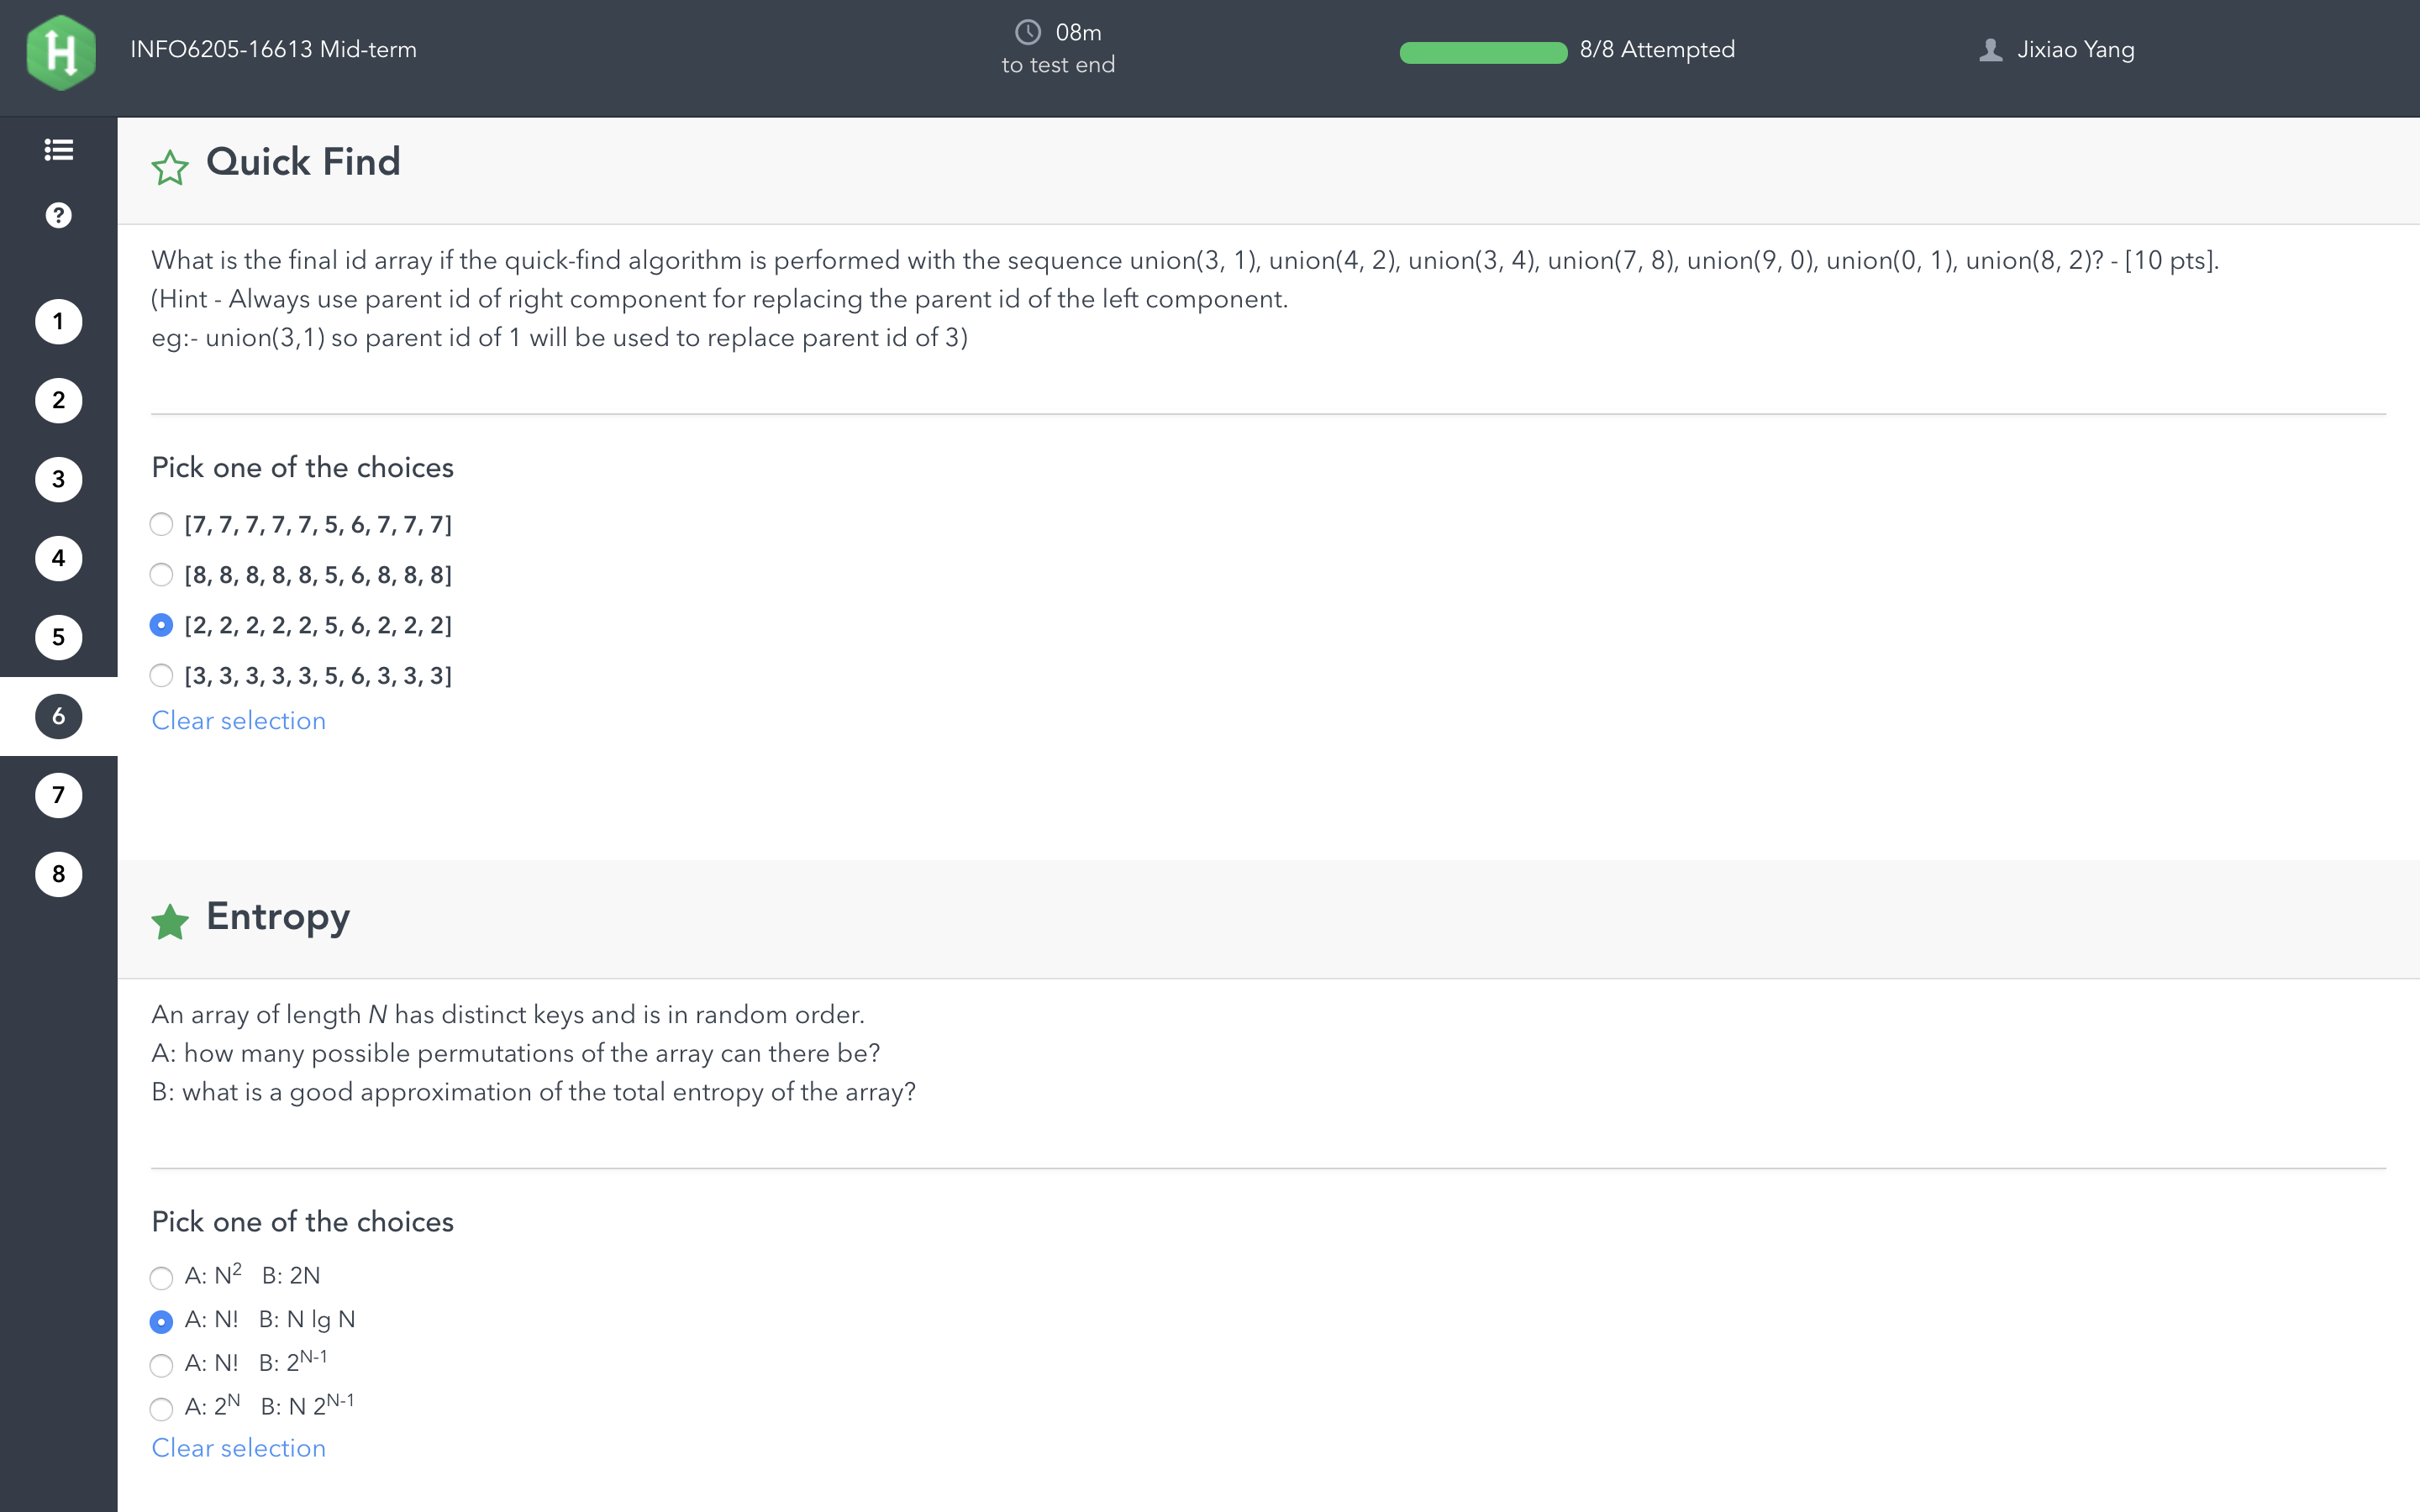 INFO6205-16613 Mid-term
08m
to test end
8/8 Attempted
Jixiao Yang
?
1
2
3
4
5
6
7
8
Quick Find
What is the final id array if the quick-find algorithm is performed with the sequence union(3, 1), union(4, 2), union(3, 4), union(7, 8), union(9, 0), union(0, 1), union(8, 2)? - [10 pts].
(Hint - Always use parent id of right component for replacing the parent id of the left component.
eg:- union(3,1) so parent id of 1 will be used to replace parent id of 3)
Pick one of the choices
[7, 7, 7, 7, 7, 5, 6, 7, 7, 7]
[8, 8, 8, 8, 8, 5, 6, 8, 8, 8]
[2, 2, 2, 2, 2, 5, 6, 2, 2, 2]
[3, 3, 3, 3, 3, 5, 6, 3, 3, 3]
Clear selection
Entropy
An array of length N has distinct keys and is in random order.
A: how many possible permutations of the array can there be?
B: what is a good approximation of the total entropy of the array?
Pick one of the choices
A: N² B: 2N
A: N! B: N lg N
A: N! B: 2ᴺ⁻¹
A: 2ᴺ B: N 2ᴺ⁻¹
Clear selection